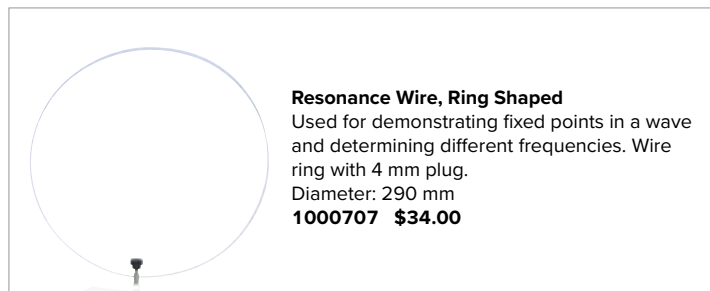 Resonance Wire, Ring Shaped
Used for demonstrating fixed points in a wave
and determining different frequencies. Wire
ring with 4 mm plug.
Diameter: 290 mm
1000707 $34.00